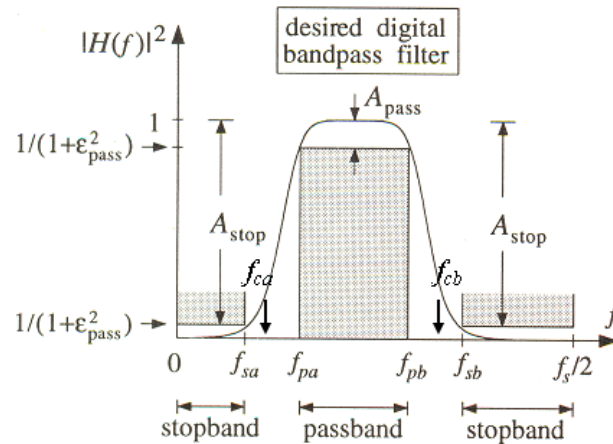 desired digital
bandpass filter
|H(f)|²
A_pass
1
1/(1+ε²_pass)
A_stop
A_stop
f_ca
f_cb
1/(1+ε²_pass)
f
0
f_sa
f_pa
f_pb
f_sb
f_s/2
stopband
passband
stopband